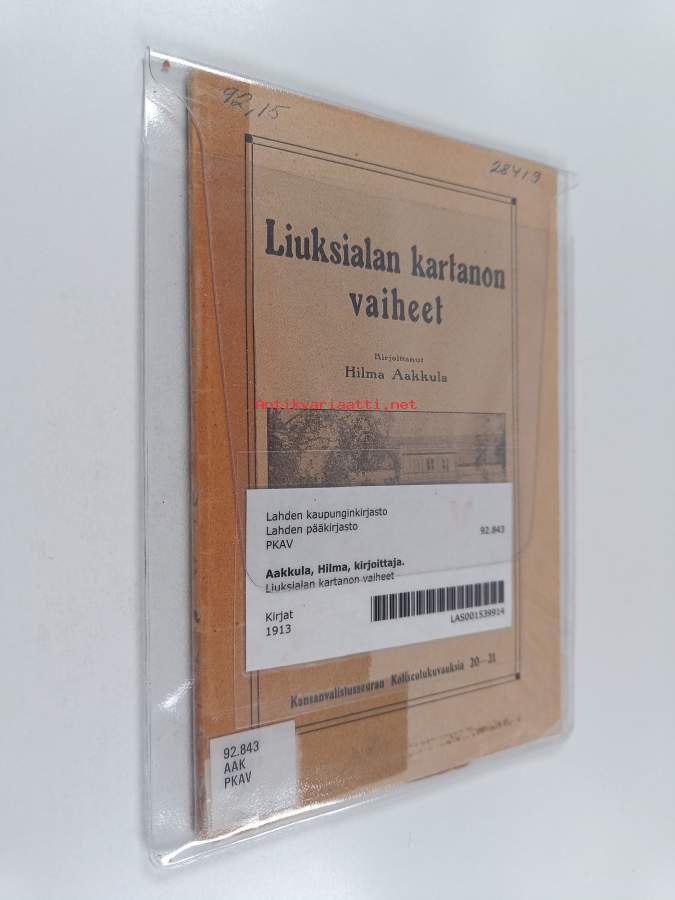 92,15
28419
Liuksialan kartanon
vaiheet
Kirjoittanut
Hilma Aakkula
Antikvariaatti.net
Lahden kaupunginkirjasto
Lahden pääkirjasto
PKAV
92.843
Aakkula, Hilma, kirjoittaja.
Liuksialan kartanon vaiheet
Kirjat
1913
LAS001539914
Kansanvalistusseuran Kotiseutukuvauksia 20—21
92.843
AAK
PKAV